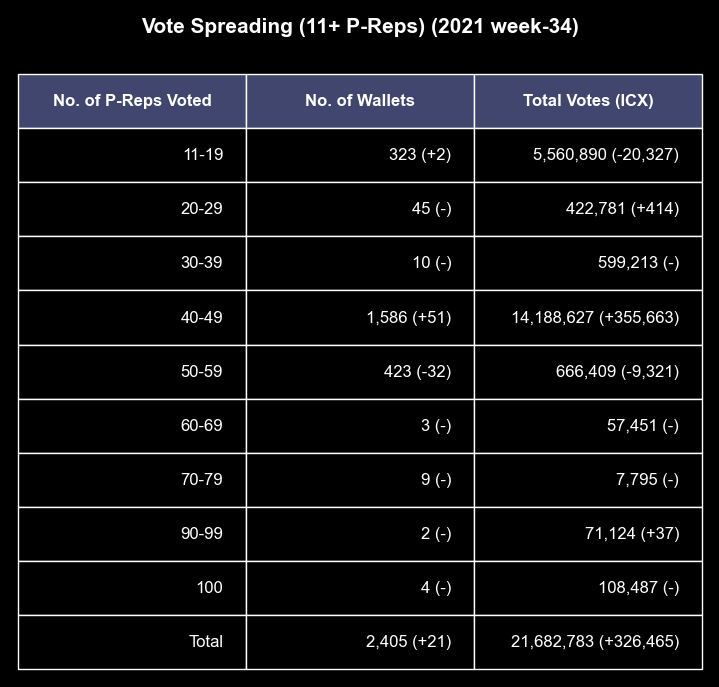 Vote Spreading (11+ P-Reps) (2021 week-34)
No. of P-Reps Voted No. of Wallets Total Votes (ICX)
11-19 323 (+2) 5,560,890 (-20,327)
20-29 45 (-) 422,781 (+414)
30-39 10 (-) 599,213 (-)
40-49 1,586 (+51) 14,188,627 (+355,663)
50-59 423 (-32) 666,409 (-9,321)
60-69 3 (-) 57,451 (-)
70-79 9 (-) 7,795 (-)
90-99 2 (-) 71,124 (+37)
100 4 (-) 108,487 (-)
Total 2,405 (+21) 21,682,783 (+326,465)